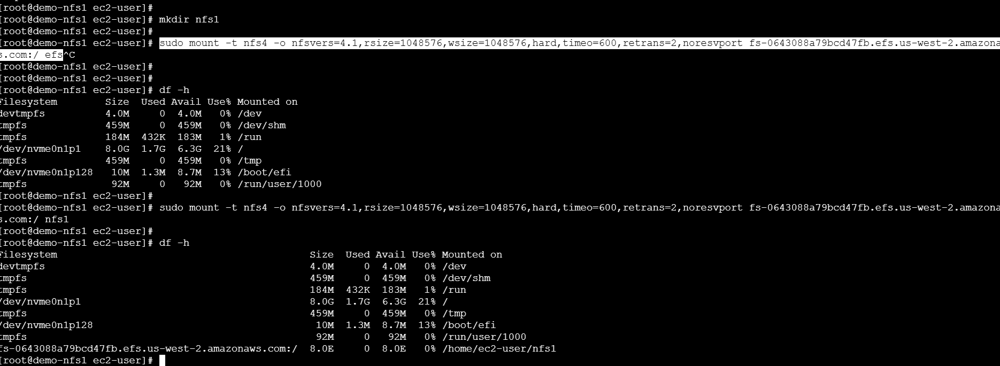 [root@demo-nfs1 ec2-user]#
[root@demo-nfs1 ec2-user]# mkdir nfs1
[root@demo-nfs1 ec2-user]#
[root@demo-nfs1 ec2-user]# sudo mount -t nfs4 -o nfsvers=4.1,rsize=1048576,wsize=1048576,hard,timeo=600,retrans=2,noresvport fs-0643088a79bcd47fb.efs.us-west-2.amazona
s.com:/ efs^C
[root@demo-nfs1 ec2-user]#
[root@demo-nfs1 ec2-user]#
[root@demo-nfs1 ec2-user]# df -h
Filesystem Size Used Avail Use% Mounted on
devtmpfs 4.0M 0 4.0M 0% /dev
tmpfs 459M 0 459M 0% /dev/shm
tmpfs 184M 432K 183M 1% /run
/dev/nvme0n1p1 8.0G 1.7G 6.3G 21% /
tmpfs 459M 0 459M 0% /tmp
/dev/nvme0n1p128 10M 1.3M 8.7M 13% /boot/efi
tmpfs 92M 0 92M 0% /run/user/1000
[root@demo-nfs1 ec2-user]#
[root@demo-nfs1 ec2-user]# sudo mount -t nfs4 -o nfsvers=4.1,rsize=1048576,wsize=1048576,hard,timeo=600,retrans=2,noresvport fs-0643088a79bcd47fb.efs.us-west-2.amazona
s.com:/ nfs1
[root@demo-nfs1 ec2-user]#
[root@demo-nfs1 ec2-user]# df -h
Filesystem Size Used Avail Use% Mounted on
devtmpfs 4.0M 0 4.0M 0% /dev
tmpfs 459M 0 459M 0% /dev/shm
tmpfs 184M 432K 183M 1% /run
/dev/nvme0n1p1 8.0G 1.7G 6.3G 21% /
tmpfs 459M 0 459M 0% /tmp
/dev/nvme0n1p128 10M 1.3M 8.7M 13% /boot/efi
tmpfs 92M 0 92M 0% /run/user/1000
fs-0643088a79bcd47fb.efs.us-west-2.amazonaws.com:/ 8.0E 0 8.0E 0% /home/ec2-user/nfs1
[root@demo-nfs1 ec2-user]#